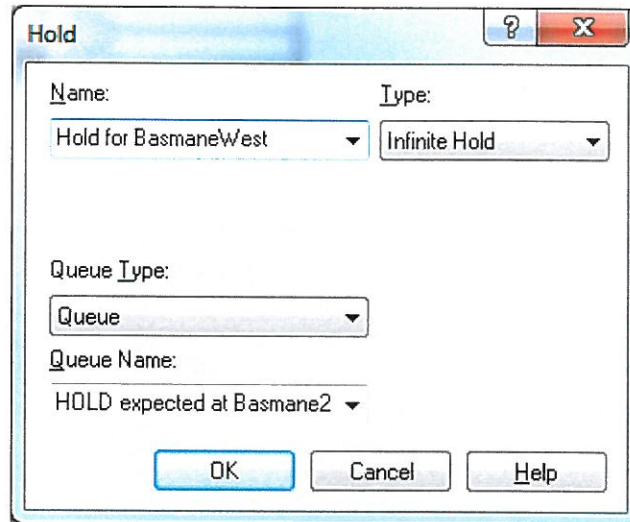 Hold
Name:
Type:
Hold for BasmaneWest
Infinite Hold
Queue Type:
Queue
Queue Name:
HOLD expected at Basmane2
OK
Cancel
Help